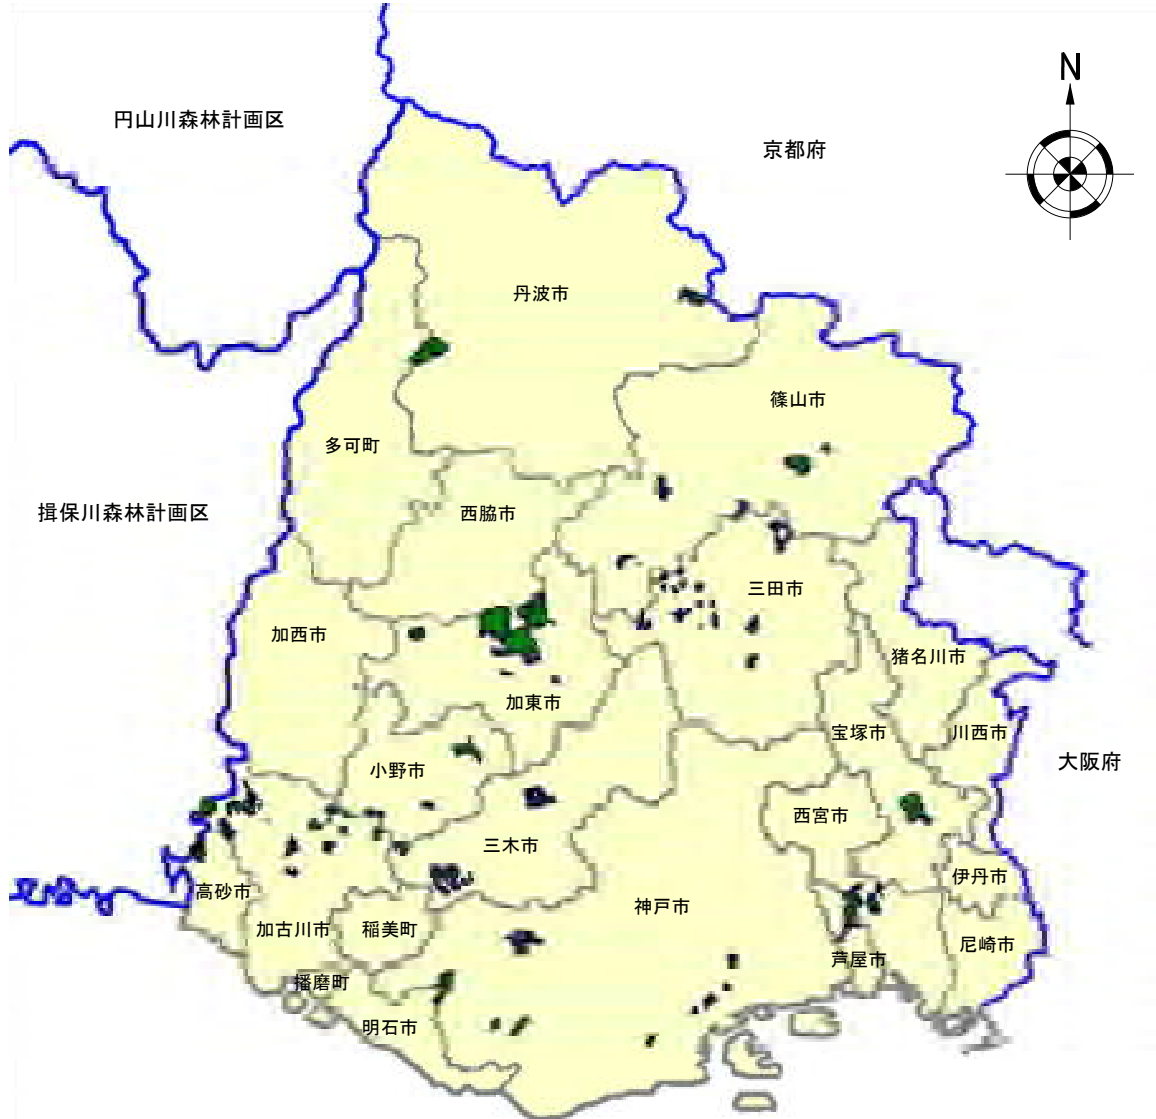 N
円山川森林計画区
京都府
丹波市
篠山市
多可町
揖保川森林計画区
西脇市
三田市
加西市
猪名川市
加東市
宝塚市
川西市
大阪府
小野市
西宮市
三木市
伊丹市
高砂市
神戸市
加古川市
稲美町
尼崎市
芦屋市
播磨町
明石市